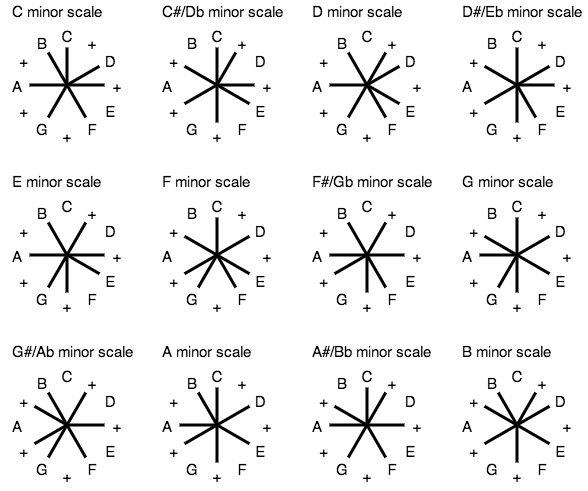 C minor scale C#/Db minor scale D minor scale D#/Eb minor scale
C C C C
B + B + B + B +
+ D + D + D + D
A + A + A + A +
+ E + E + E + E
G F G F G F G F
+ + + +
E minor scale F minor scale F#/Gb minor scale G minor scale
C C C C
B + B + B + B +
+ D + D + D + D
A + A + A + A +
+ E + E + E + E
G F G F G F G F
+ + + +
G#/Ab minor scale A minor scale A#/Bb minor scale B minor scale
C C C C
B + B + B + B +
+ D + D + D + D
A + A + A + A +
+ E + E + E + E
G F G F G F G F
+ + + +